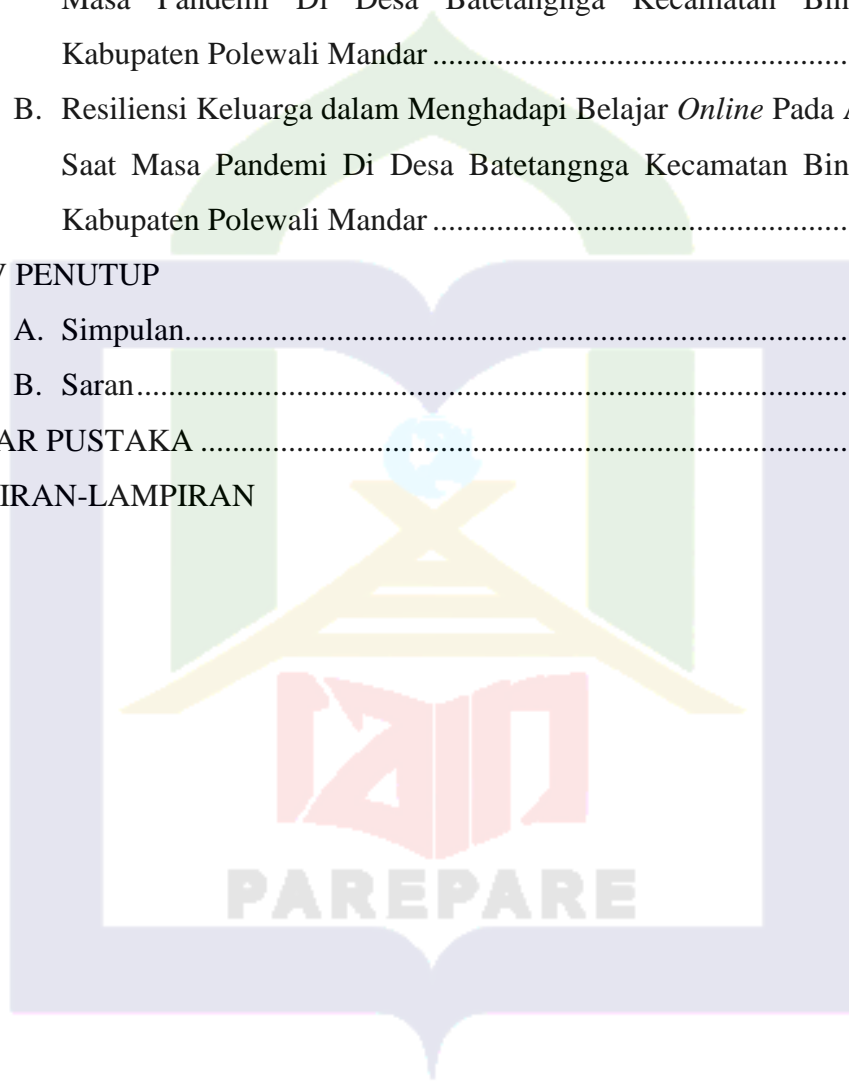 Masa Pandemi Di Desa Batetangnga Kecamatan Bin
Kabupaten Polewali Mandar ......................................................
B. Resiliensi Keluarga dalam Menghadapi Belajar Online Pada A
Saat Masa Pandemi Di Desa Batetangnga Kecamatan Bin
Kabupaten Polewali Mandar ......................................................
PENUTUP
A. Simpulan.....................................................................................
B. Saran...........................................................................................
AR PUSTAKA ...................................................................................
IRAN-LAMPIRAN
iain
PAREPARE